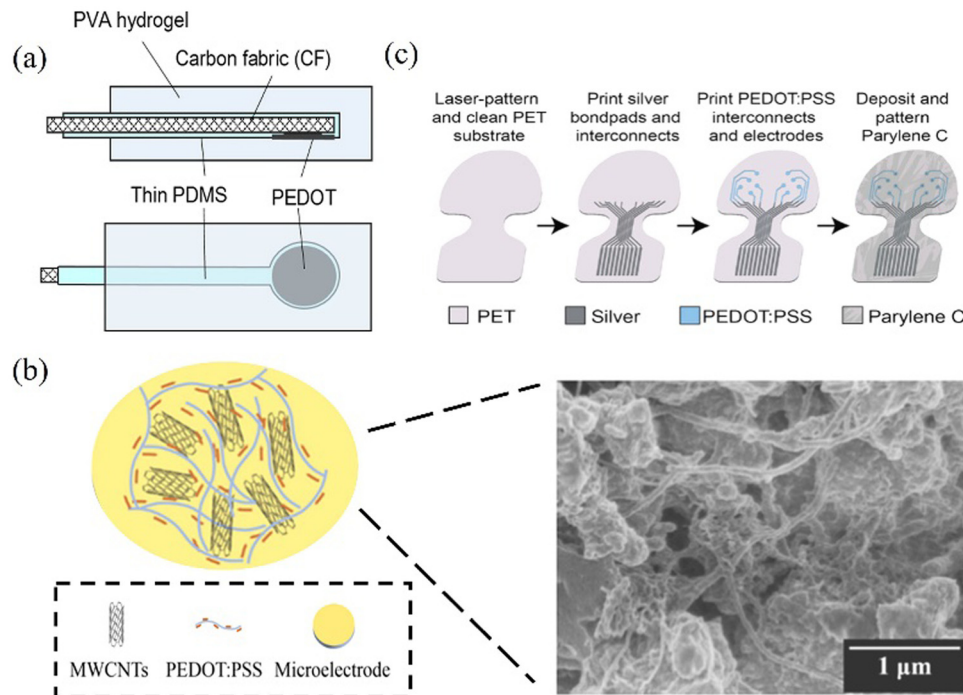 (a)
PVA hydrogel
Carbon fabric (CF)
Thin PDMS
PEDOT
(c)
Laser-pattern
and clean PET
substrate
Print silver
bondpads and
interconnects
Print PEDOT:PSS
interconnects
and electrodes
Deposit and
pattern
Parylene C
PET
Silver
PEDOT:PSS
Parylene C
(b)
MWCNTs
PEDOT:PSS
Microelectrode
1 μm